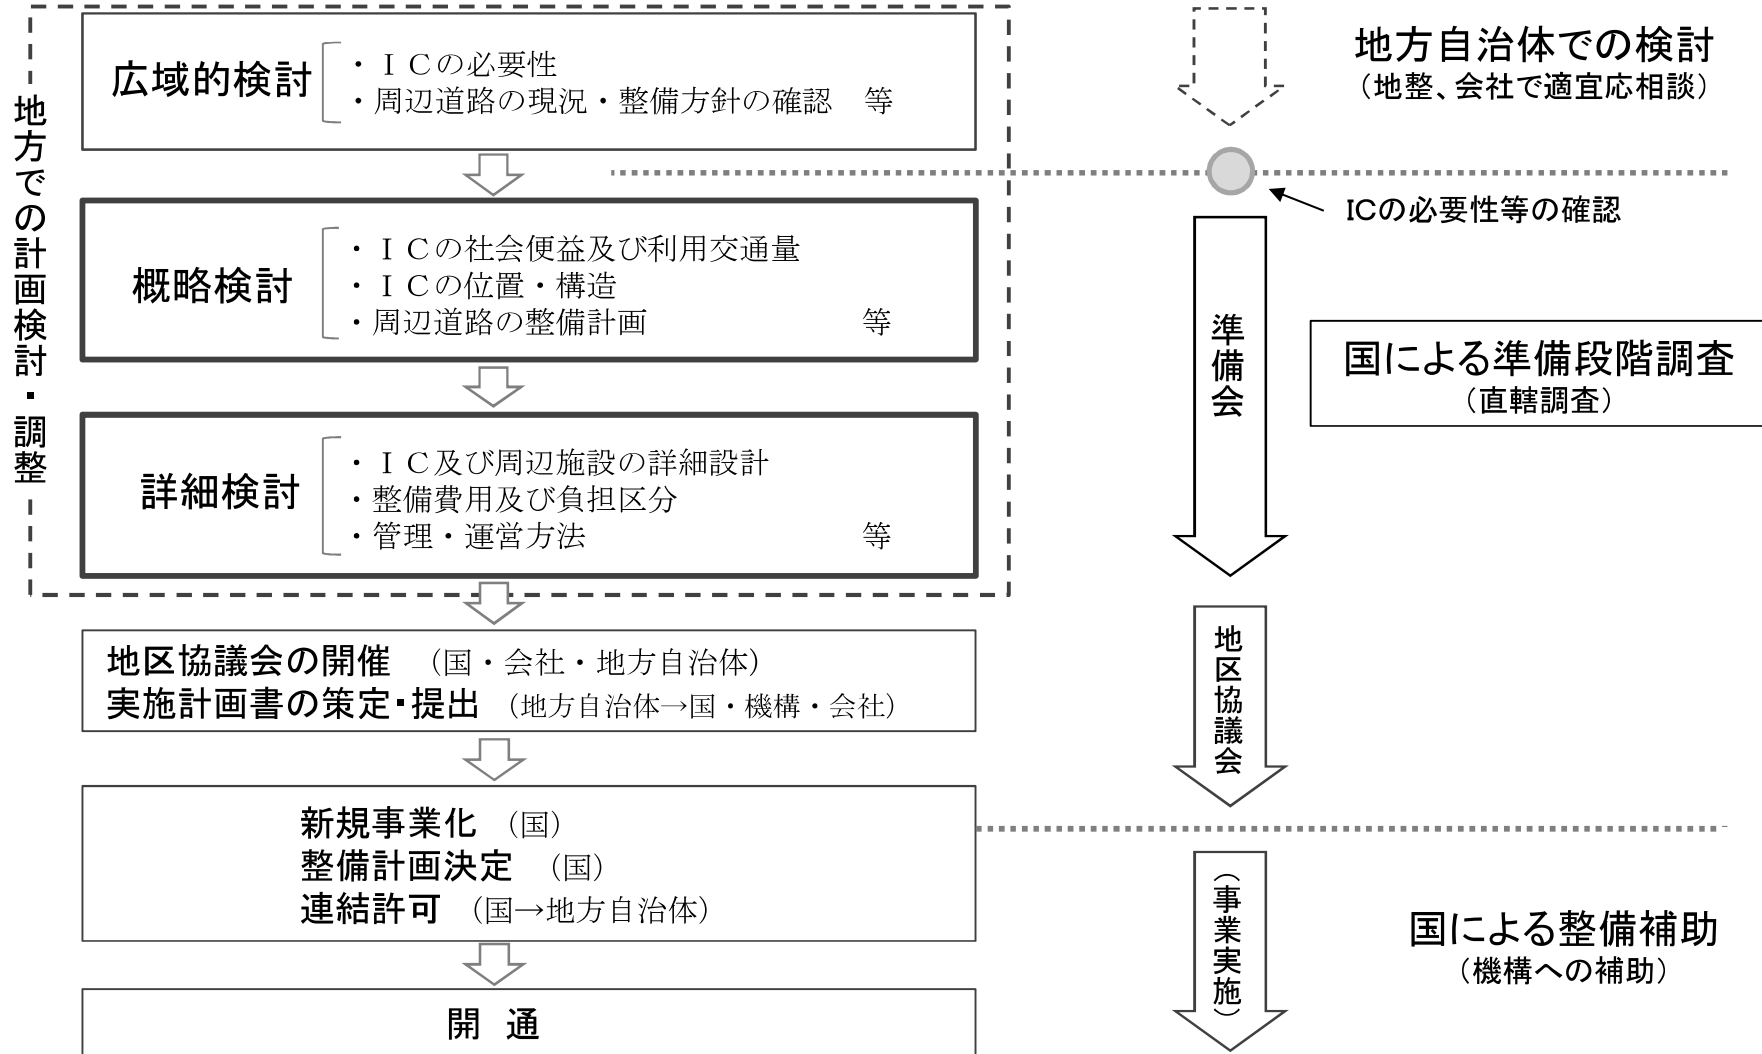 地方での計画検討・調整
広域的検討
・ＩＣの必要性
・周辺道路の現況・整備方針の確認　等
概略検討
・ＩＣの社会便益及び利用交通量
・ＩＣの位置・構造
・周辺道路の整備計画　等
詳細検討
・ＩＣ及び周辺施設の詳細設計
・整備費用及び負担区分
・管理・運営方法　等
地区協議会の開催　（国・会社・地方自治体）
実施計画書の策定・提出　（地方自治体→国・機構・会社）
新規事業化　（国）
整備計画決定　（国）
連結許可　（国→地方自治体）
開　通
地方自治体での検討
（地整、会社で適宜応相談）
ICの必要性等の確認
準備会
国による準備段階調査
（直轄調査）
地区協議会
（事業実施）
国による整備補助
（機構への補助）